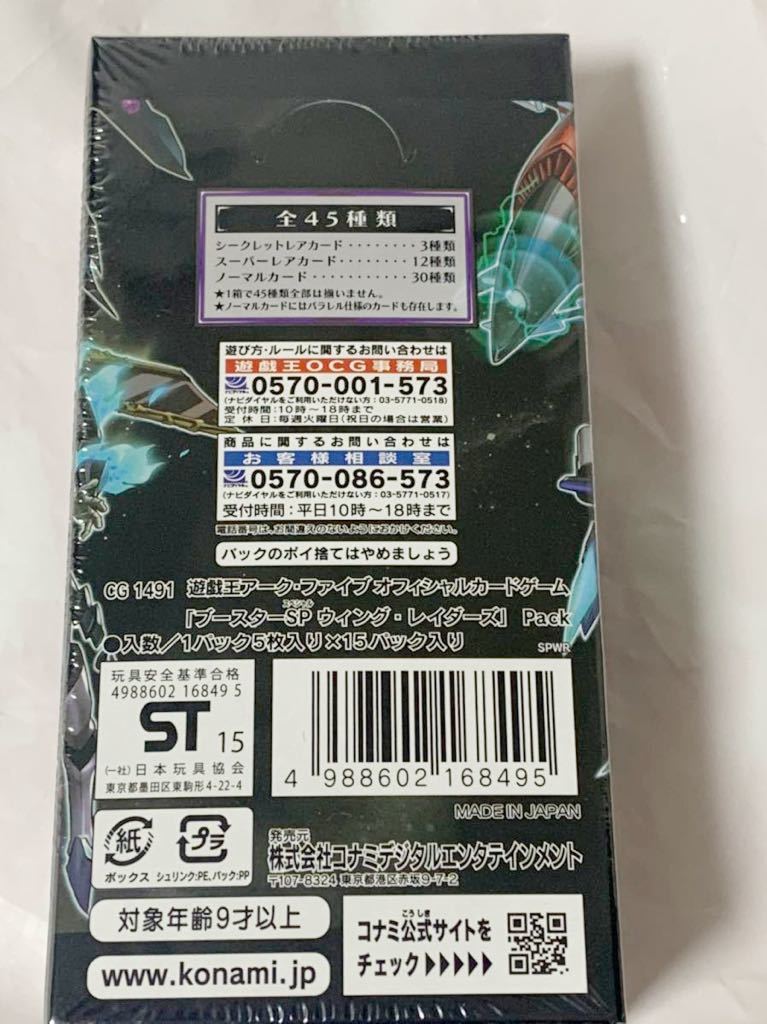 全45種類
シークレットレアカード········3種類
スーパーレアカード·······12種類
ノーマルカード··········30種類
★1箱で45種類全部は揃いません。
★ノーマルカードにはパラレル仕様のカードも存在します。
遊び方・ルールに関するお問い合わせは
遊戯王OCG事務局
0570-001-573
(ナビダイヤルをご利用いただけない方：03-5771-0518)
受付時間：10時～18時まで
定休日：毎週火曜日(祝日の場合は営業)
商品に関するお問い合わせは
お客様相談室
0570-086-573
(ナビダイヤルをご利用いただけない方：03-5771-0517)
受付時間：平日10時～18時まで
電話番号は、お間違えのないようにおかけください。
パックのポイ捨てはやめましょう
CG 1491 遊戯王アーク・ファイブ オフィシャルカードゲーム
スペシャル
「ブースターSP ウィング・レイダーズ」 Pack
●入数／1パック5枚入り×15パック入り SPWR
玩具安全基準合格
4988602 16849 5
ST 15
(一社)日本玩具協会
東京都墨田区東駒形4-22-4
4 988602 168495
MADE IN JAPAN
紙
ボックス
プラ
シュリンク:PE、パック:PP
発売元
株式会社コナミデジタルエンタテインメント
〒107-8324 東京都港区赤坂9-7-2
対象年齢9才以上
www.konami.jp
こうしき
コナミ公式サイトを
チェック▶▶▶▶▶